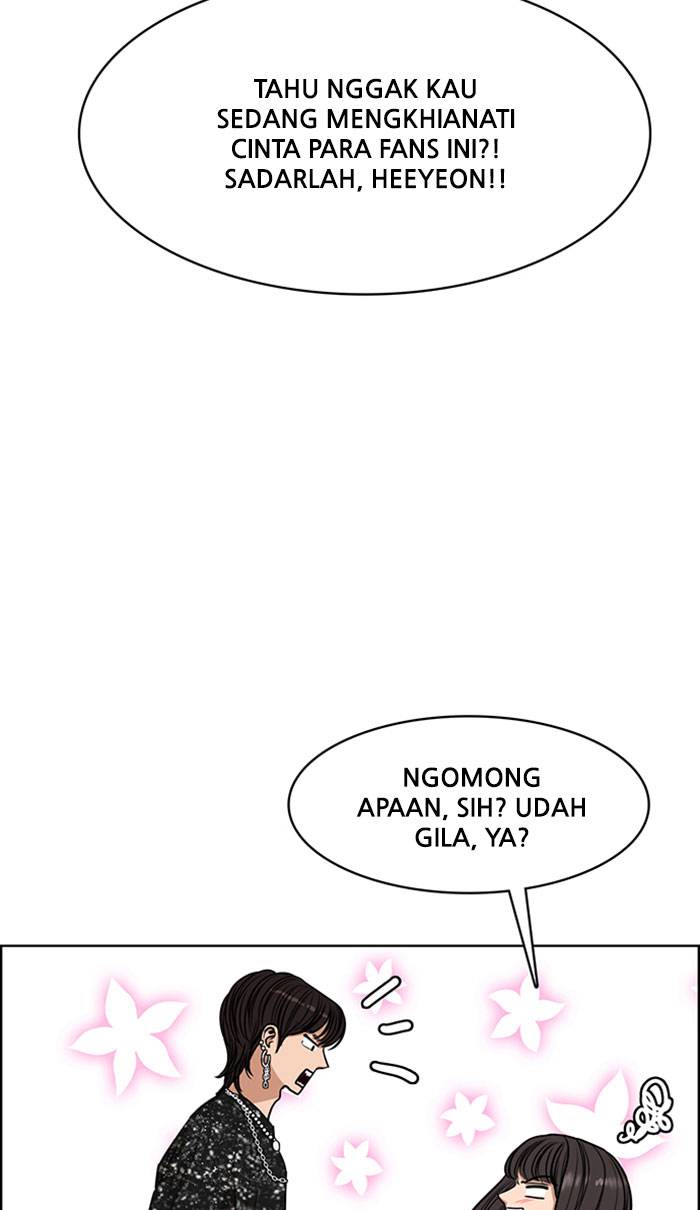 TAHU NGGAK KAU
SEDANG MENGKHIANATI
CINTA PARA FANS INI?!
SADARLAH, HEEYEON!!
NGOMONG
APAAN, SIH? UDAH
GILA, YA?